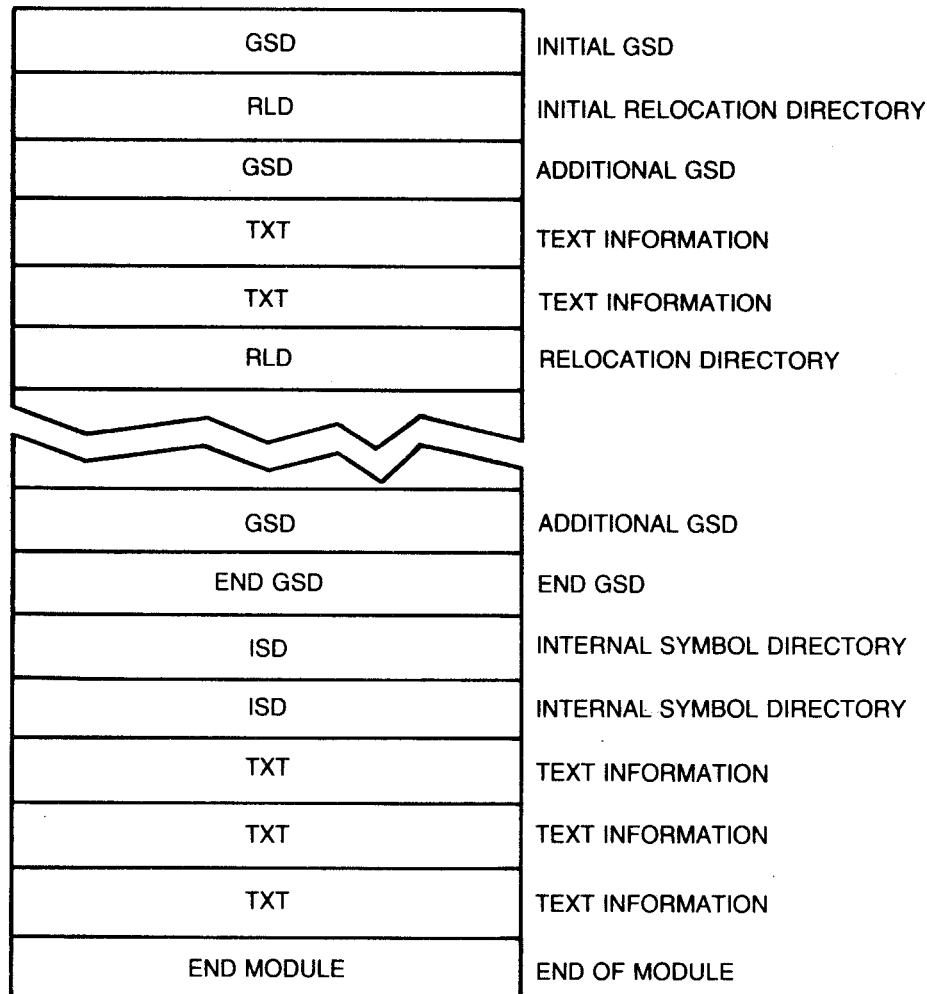 GSD INITIAL GSD
RLD INITIAL RELOCATION DIRECTORY
GSD ADDITIONAL GSD
TXT TEXT INFORMATION
TXT TEXT INFORMATION
RLD RELOCATION DIRECTORY
GSD ADDITIONAL GSD
END GSD END GSD
ISD INTERNAL SYMBOL DIRECTORY
ISD INTERNAL SYMBOL DIRECTORY
TXT TEXT INFORMATION
TXT TEXT INFORMATION
TXT TEXT INFORMATION
END MODULE END OF MODULE